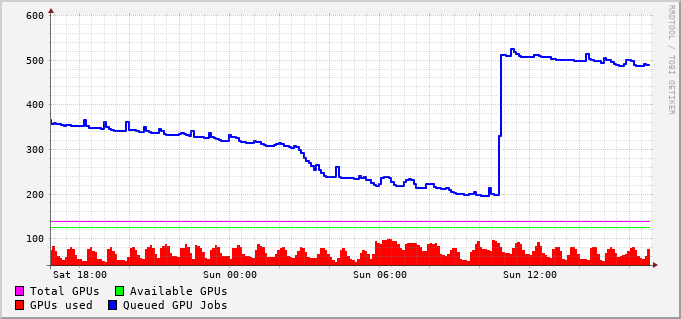 600
500
400
300
200
100
Sat 18:00 Sun 00:00 Sun 06:00 Sun 12:00
Total GPUs Available GPUs
GPUs used Queued GPU Jobs
RRDTOOL / TOBI OETIKER